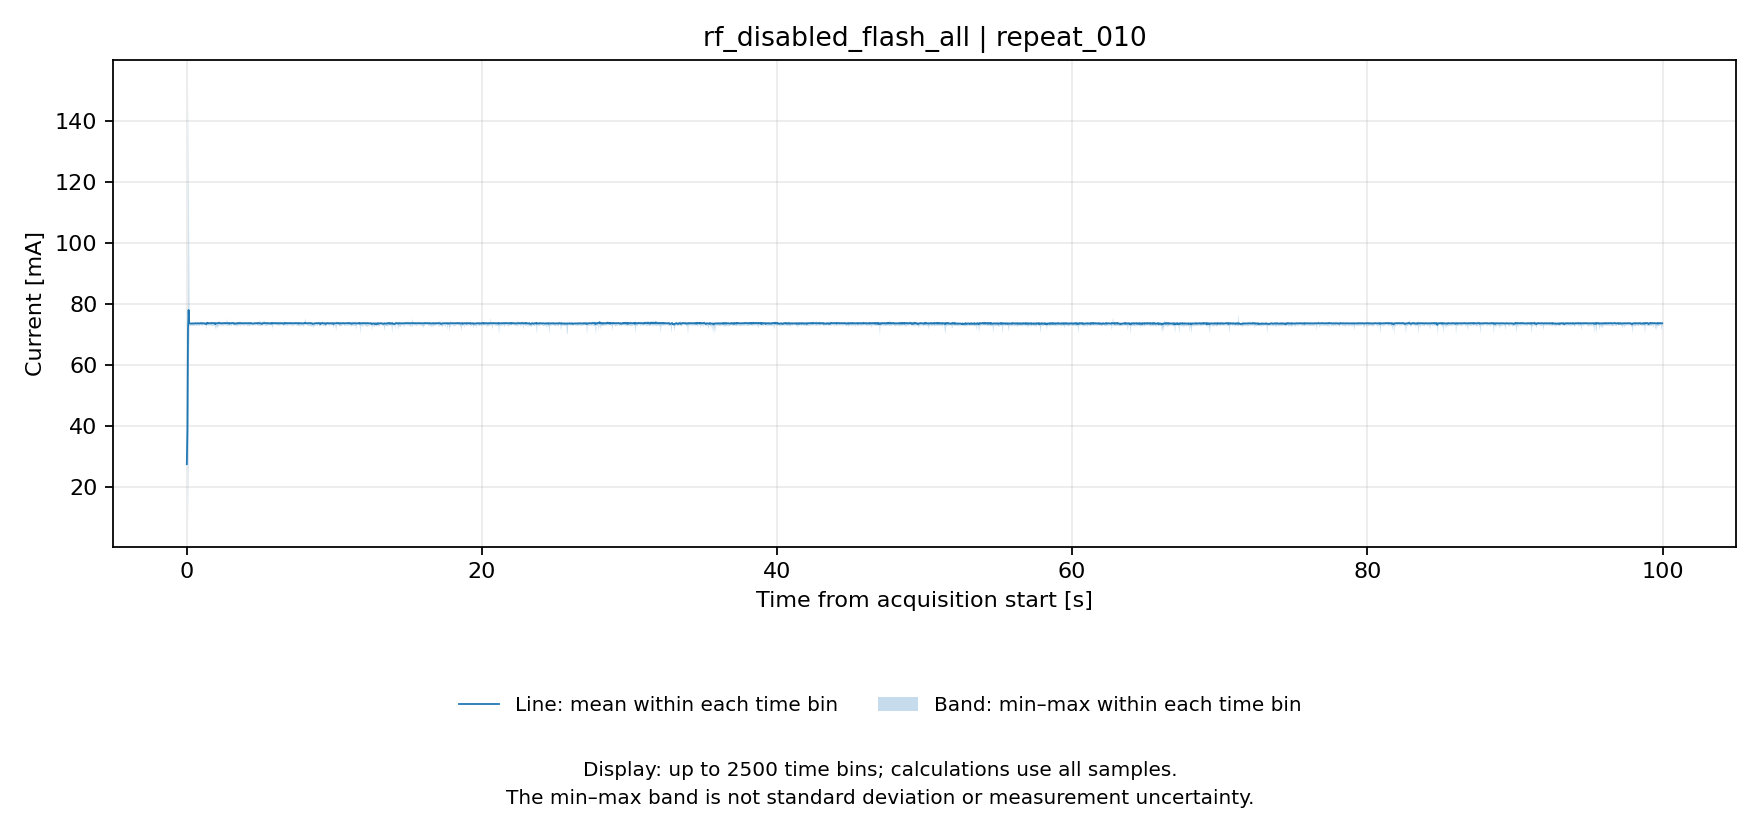 rf_disabled_flash_all | repeat_010
140
120
100
80
60
40
20
Current [mA]
0 20 40 60 80 100
Time from acquisition start [s]
Line: mean within each time bin Band: min–max within each time bin
Display: up to 2500 time bins; calculations use all samples.
The min–max band is not standard deviation or measurement uncertainty.